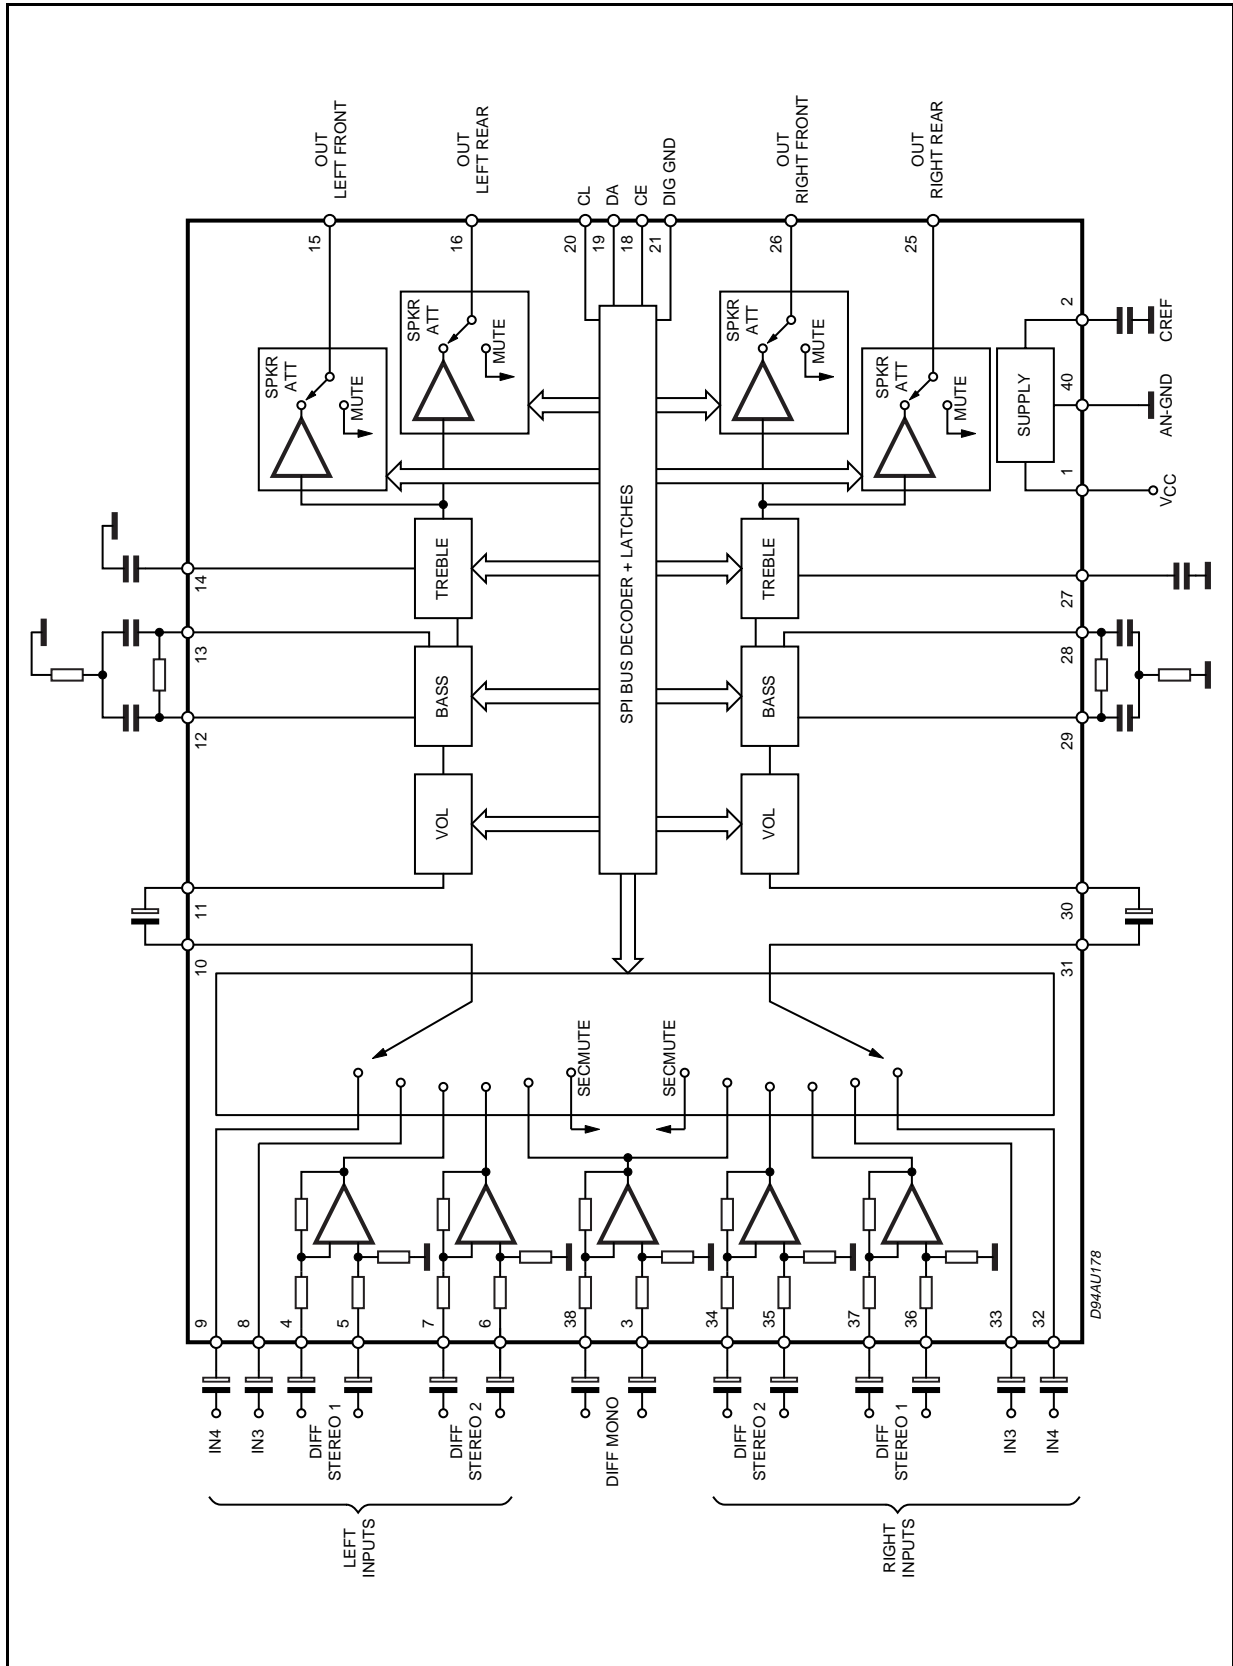 OUT
LEFT FRONT
OUT
LEFT REAR
CL
DA
CE
DIG GND
OUT
RIGHT FRONT
OUT
RIGHT REAR
15
16
20
19
18
21
26
25
SPKR
ATT
MUTE
SPKR
ATT
MUTE
SPKR
ATT
MUTE
SPKR
ATT
MUTE
SUPPLY
2
CREF
40
AN-GND
1
VCC
14
TREBLE
SPI BUS DECODER + LATCHES
TREBLE
27
13
BASS
12
BASS
28
29
VOL
VOL
11
10
30
31
SECMUTE
SECMUTE
9
8
4
5
7
6
38
3
34
35
37
36
33
32
D94AU178
IN4
IN3
DIFF
STEREO 1
DIFF
STEREO 2
DIFF MONO
DIFF
STEREO 2
DIFF
STEREO 1
IN3
IN4
LEFT
INPUTS
RIGHT
INPUTS